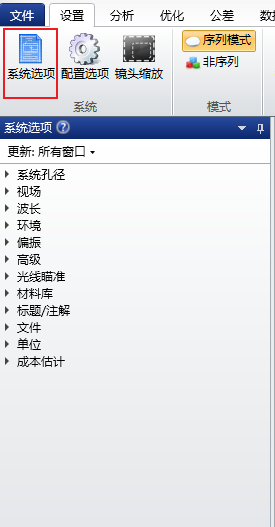 文件 设置 分析 优化 公差
系统选项 配置选项 镜头缩放 序列模式
非序列
系统 模式
系统选项
更新: 所有窗口
系统孔径
视场
波长
环境
偏振
高级
光线瞄准
材料库
标题/注解
文件
单位
成本估计